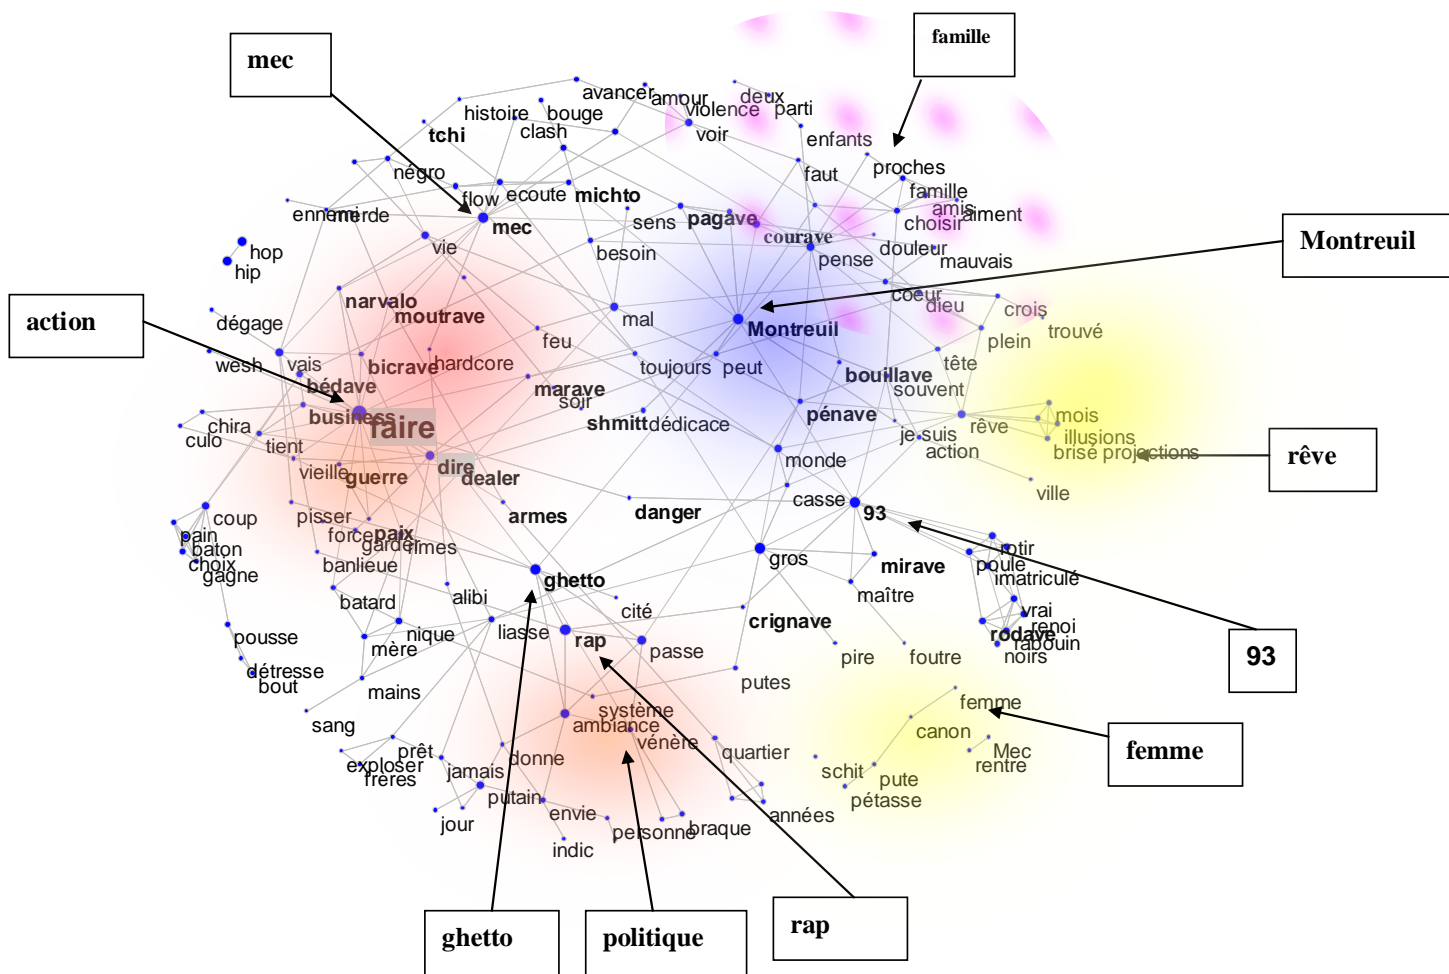 famille
mec
avancer
amour
deux
histoire
bouge
violence
parti
tchi
clash
voir
enfants
négro
faut
proches
flow
ecoute
michto
famille
ennemi
merde
amis
aiment
mec
sens
pagave
choisir
Montreuil
hop
vie
besoin
courave
pense
douleur
mauvais
hip
narvalo
coeur
dieu
crois
action
moutrave
mal
Montreuil
trouvé
dégage
feu
plein
vais
bicrave
hardcore
toujours
peut
tête
wesh
bédave
marave
bouillave
souvent
business
soir
pénave
mois
chira
faire
shmitt
dédicace
je suis
rêve
illusions
culo
tient
action
brise
projections
rêve
vieille
guerre
dire
dealer
monde
ville
casse
coup
pisser
armes
danger
93
pain
force
paix
garder
rimes
rotir
baton
choix
banlieue
gros
mirave
poule
gagne
ghetto
imatriculé
batard
alibi
cité
maître
vrai
pousse
nique
liasse
crignave
renoi
mère
rap
passe
rodave
rabouin
détresse
pire
foutre
noirs
93
bout
mains
putes
sang
système
femme
ambiance
canon
prêt
donne
vénère
quartier
Mec
femme
exploser
jamais
schit
pute
rentre
frères
putain
pétasse
jour
envie
années
personne
braque
indic
ghetto
politique
rap